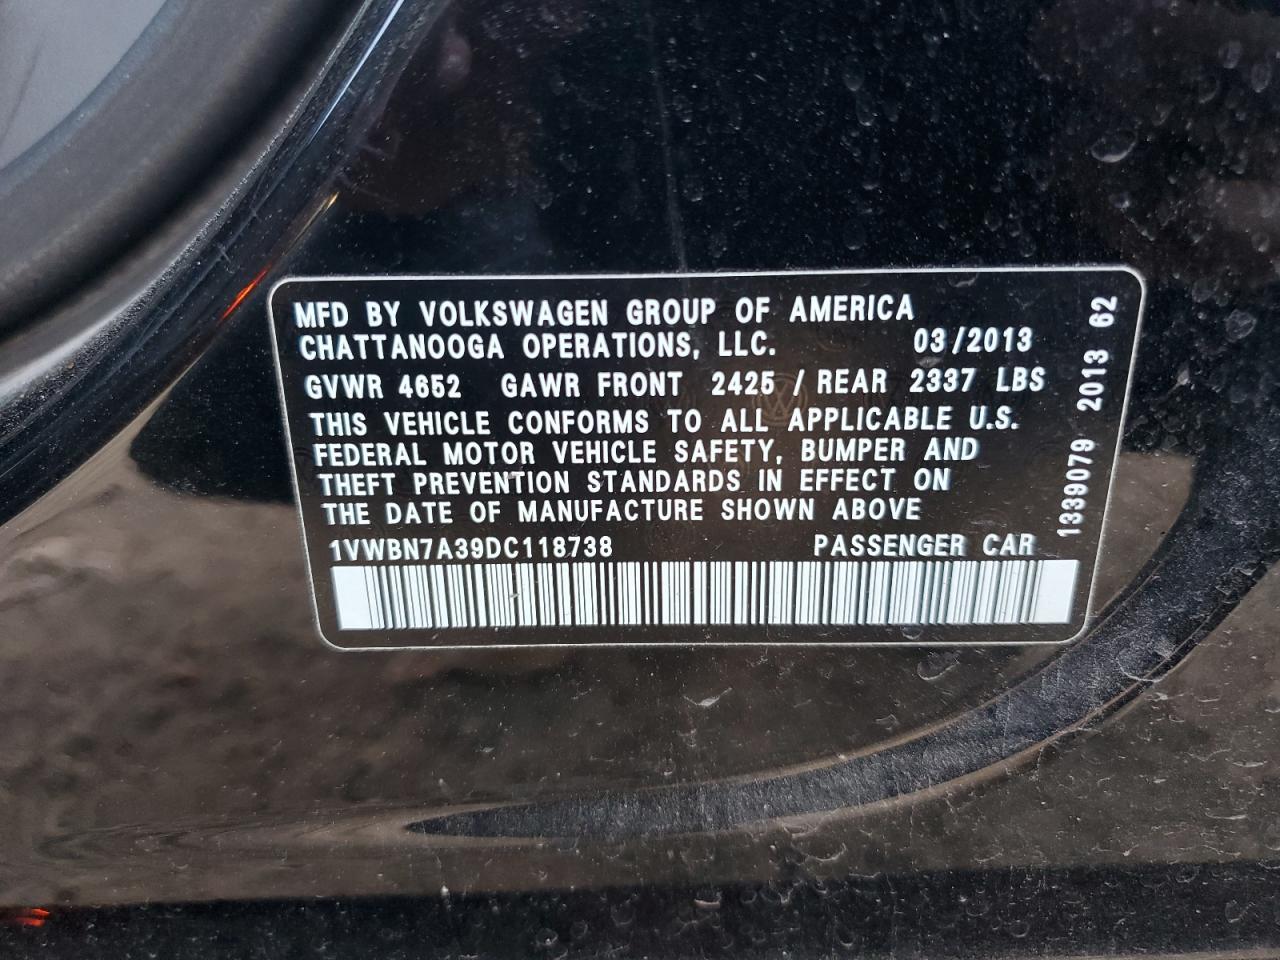 MFD BY VOLKSWAGEN GROUP OF AMERICA
CHATTANOOGA OPERATIONS, LLC. 03/2013
GVWR 4652 GAWR FRONT 2425 / REAR 2337 LBS
THIS VEHICLE CONFORMS TO ALL APPLICABLE U.S.
FEDERAL MOTOR VEHICLE SAFETY, BUMPER AND
THEFT PREVENTION STANDARDS IN EFFECT ON
THE DATE OF MANUFACTURE SHOWN ABOVE
1VWBN7A39DC118738 PASSENGER CAR
1339079 2013 62